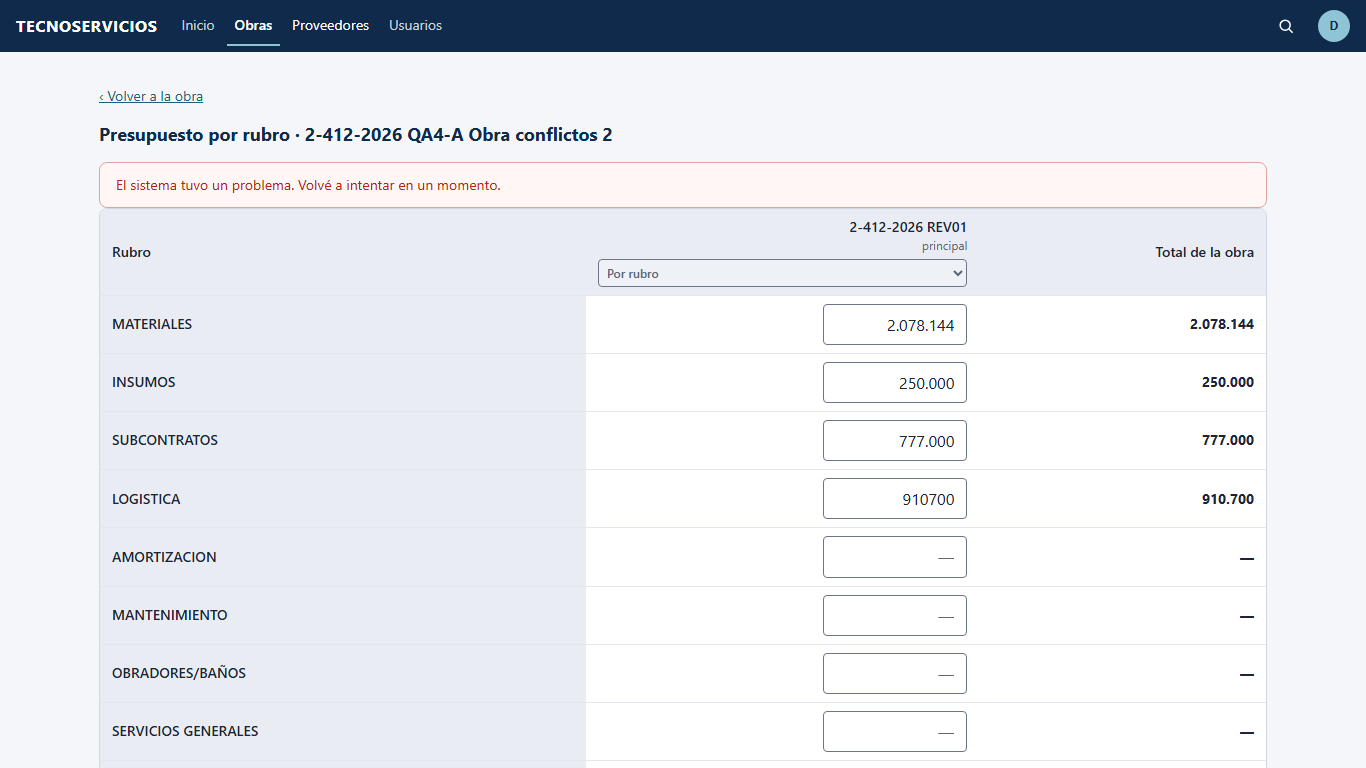 TECNOSERVICIOS Inicio Obras Proveedores Usuarios D
‹ Volver a la obra
Presupuesto por rubro · 2-412-2026 QA4-A Obra conflictos 2
El sistema tuvo un problema. Volvé a intentar en un momento.
Rubro 2-412-2026 REV01 Total de la obra
principal
Por rubro
MATERIALES 2.078.144 2.078.144
INSUMOS 250.000 250.000
SUBCONTRATOS 777.000 777.000
LOGISTICA 910700 910.700
AMORTIZACION — —
MANTENIMIENTO — —
OBRADORES/BAÑOS — —
SERVICIOS GENERALES — —